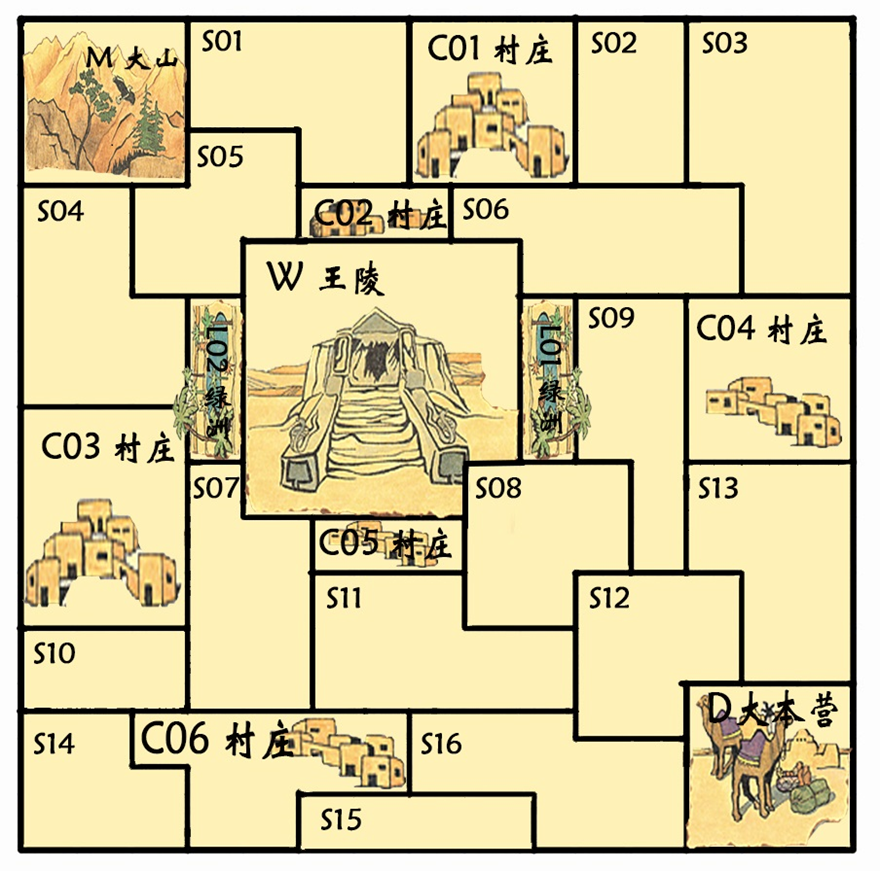 M 大山
S01
C01 村庄
S02
S03
S05
S04
C02 村庄
S06
W 王陵
L02 绿洲
L01 绿洲
S09
C04 村庄
C03 村庄
S07
S08
S13
C05 村庄
S11
S12
S10
D 大本营
S14
C06 村庄
S16
S15